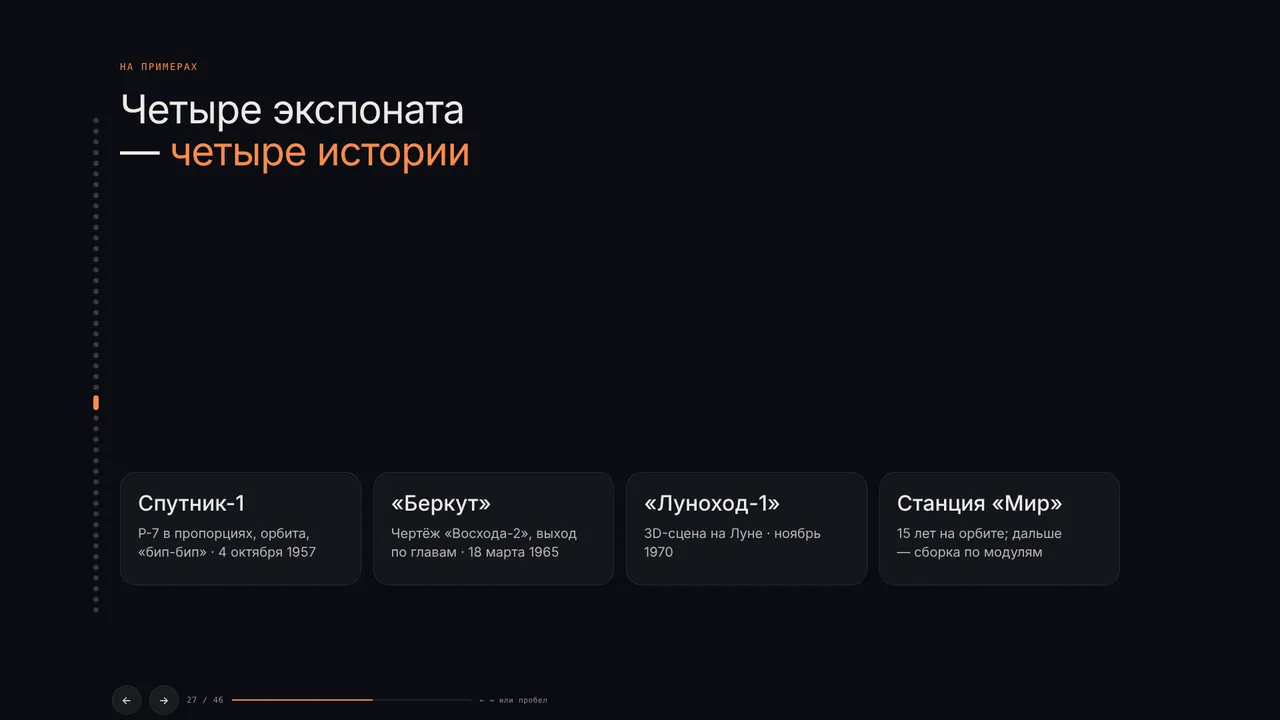 НА ПРИМЕРАХ
Четыре экспоната
— четыре истории
Спутник-1
Р-7 в пропорциях, орбита,
«бип-бип» · 4 октября 1957
«Беркут»
Чертёж «Восхода-2», выход
по главам · 18 марта 1965
«Луноход-1»
3D-сцена на Луне · ноябрь
1970
Станция «Мир»
15 лет на орбите; дальше
— сборка по модулям
← → 27 / 46 ← → или пробел